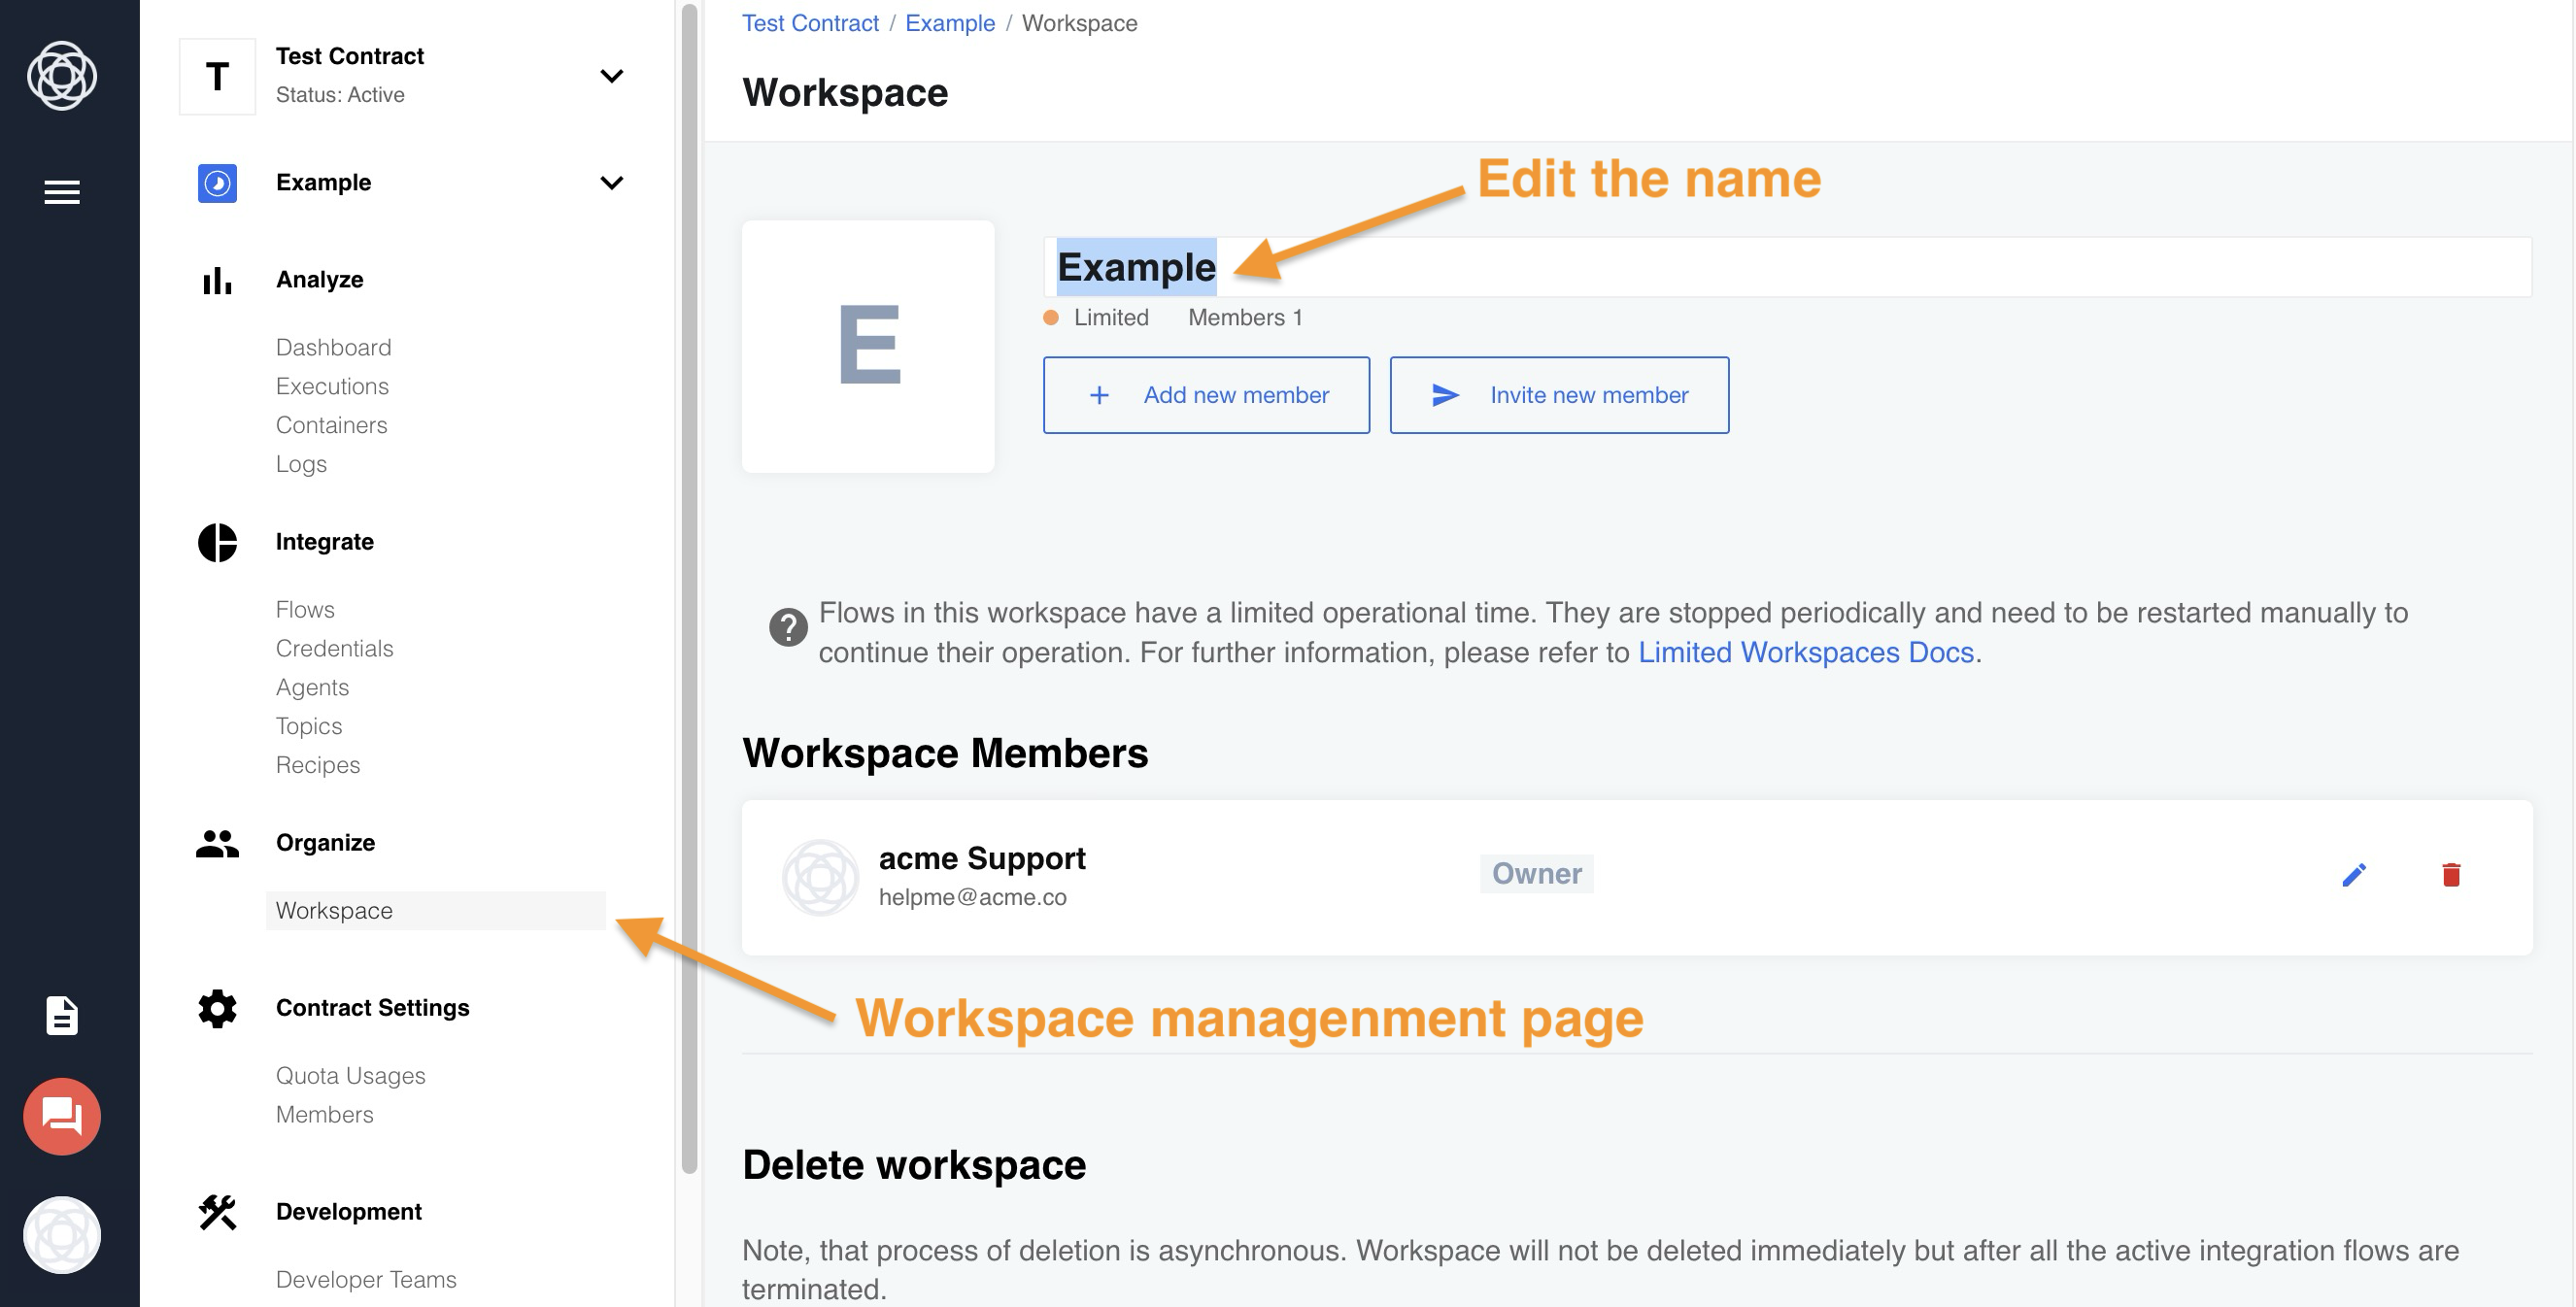 T
Test Contract
Status: Active
Example
Analyze
Dashboard
Executions
Containers
Logs
Integrate
Flows
Credentials
Agents
Topics
Recipes
Organize
Workspace
Contract Settings
Quota Usages
Members
Development
Developer Teams
Test Contract / Example / Workspace
Workspace
Edit the name
E
Example
Limited Members 1
+ Add new member
Invite new member
? Flows in this workspace have a limited operational time. They are stopped periodically and need to be restarted manually to
continue their operation. For further information, please refer to Limited Workspaces Docs.
Workspace Members
acme Support
helpme@acme.co
Owner
Workspace managenment page
Delete workspace
Note, that process of deletion is asynchronous. Workspace will not be deleted immediately but after all the active integration flows are
terminated.